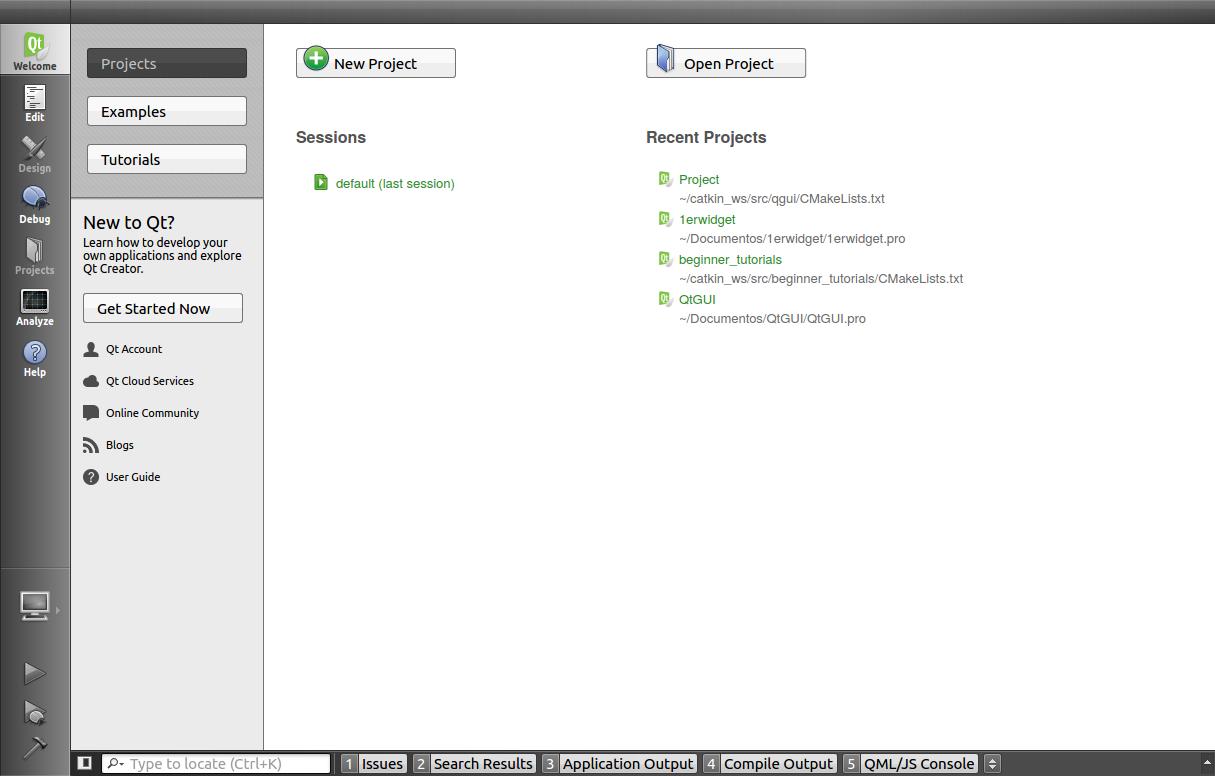 Qt
Welcome
Edit
Design
Debug
Projects
Analyze
Help
Projects
Examples
Tutorials
New to Qt?
Learn how to develop your
own applications and explore
Qt Creator.
Get Started Now
Qt Account
Qt Cloud Services
Online Community
Blogs
User Guide
New Project
Open Project
Sessions
default (last session)
Recent Projects
Project
~/catkin_ws/src/qgui/CMakeLists.txt
1erwidget
~/Documentos/1erwidget/1erwidget.pro
beginner_tutorials
~/catkin_ws/src/beginner_tutorials/CMakeLists.txt
QtGUI
~/Documentos/QtGUI/QtGUI.pro
Type to locate (Ctrl+K)
1 Issues
2 Search Results
3 Application Output
4 Compile Output
5 QML/JS Console